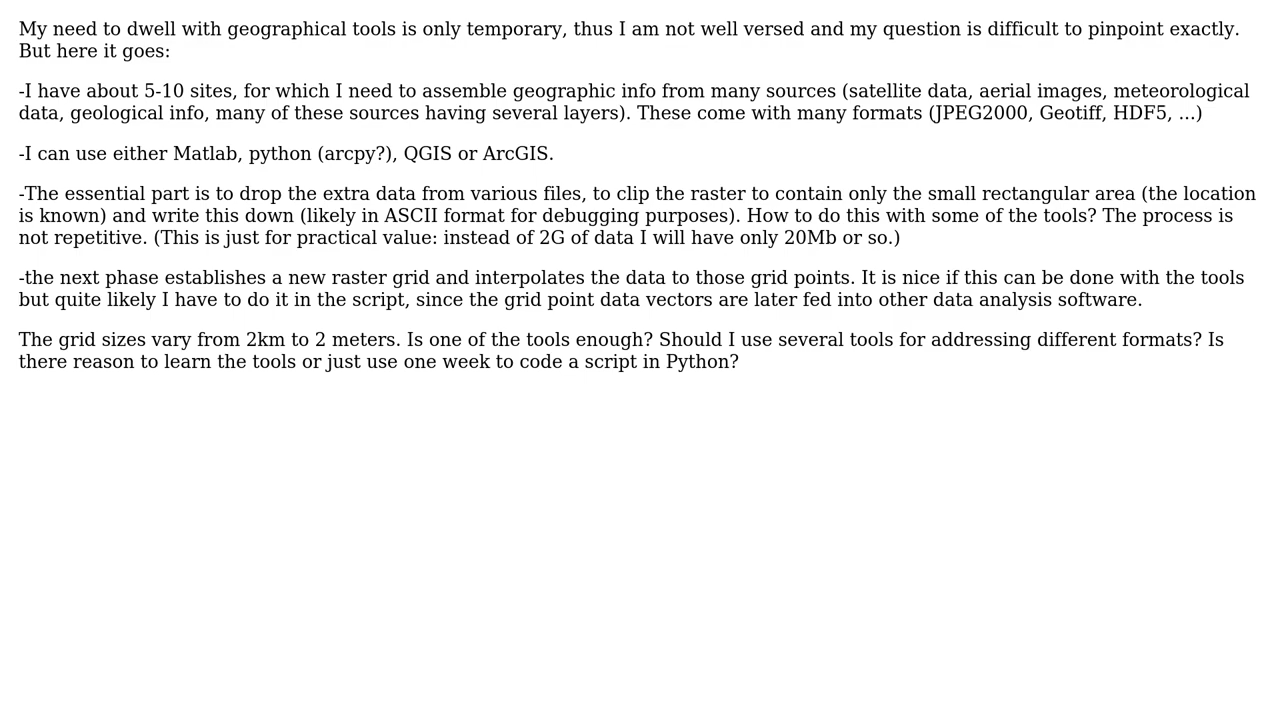 My need to dwell with geographical tools is only temporary, thus I am not well versed and my question is difficult to pinpoint exactly.
But here it goes:
-I have about 5-10 sites, for which I need to assemble geographic info from many sources (satellite data, aerial images, meteorological
data, geological info, many of these sources having several layers). These come with many formats (JPEG2000, Geotiff, HDF5, ...)
-I can use either Matlab, python (arcpy?), QGIS or ArcGIS.
-The essential part is to drop the extra data from various files, to clip the raster to contain only the small rectangular area (the location
is known) and write this down (likely in ASCII format for debugging purposes). How to do this with some of the tools? The process is
not repetitive. (This is just for practical value: instead of 2G of data I will have only 20Mb or so.)
-the next phase establishes a new raster grid and interpolates the data to those grid points. It is nice if this can be done with the tools
but quite likely I have to do it in the script, since the grid point data vectors are later fed into other data analysis software.
The grid sizes vary from 2km to 2 meters. Is one of the tools enough? Should I use several tools for addressing different formats? Is
there reason to learn the tools or just use one week to code a script in Python?